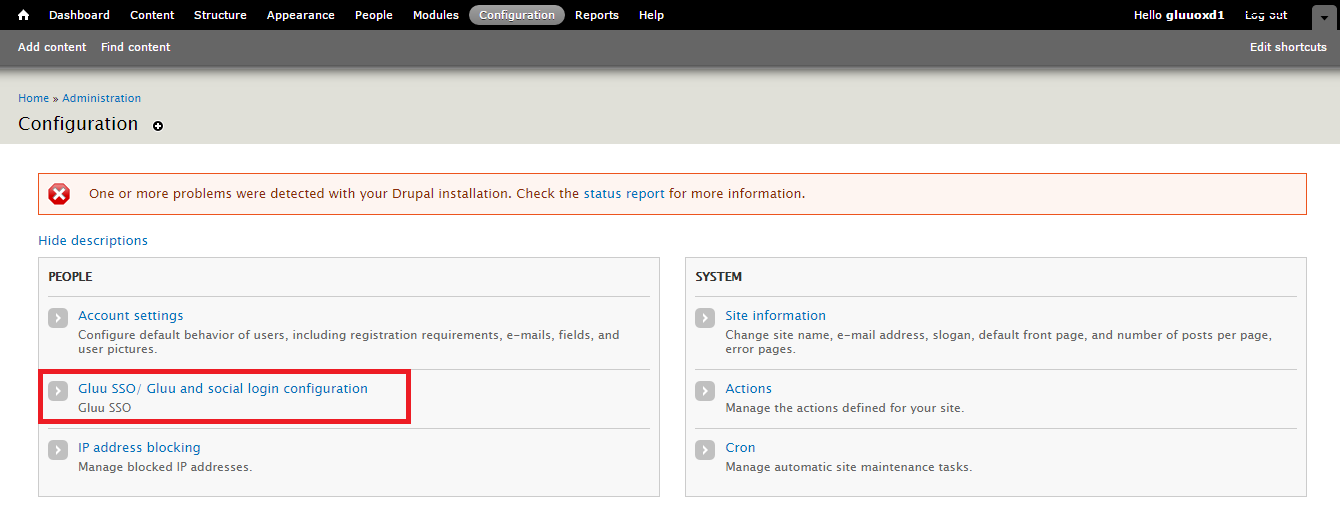 Dashboard Content Structure Appearance People Modules Configuration Reports Help Hello gluuoxd1 Log out
Add content Find content Edit shortcuts
Home » Administration
Configuration
One or more problems were detected with your Drupal installation. Check the status report for more information.
Hide descriptions
PEOPLE
Account settings
Configure default behavior of users, including registration requirements, e-mails, fields, and
user pictures.
Gluu SSO/ Gluu and social login configuration
Gluu SSO
IP address blocking
Manage blocked IP addresses.
SYSTEM
Site information
Change site name, e-mail address, slogan, default front page, and number of posts per page,
error pages.
Actions
Manage the actions defined for your site.
Cron
Manage automatic site maintenance tasks.